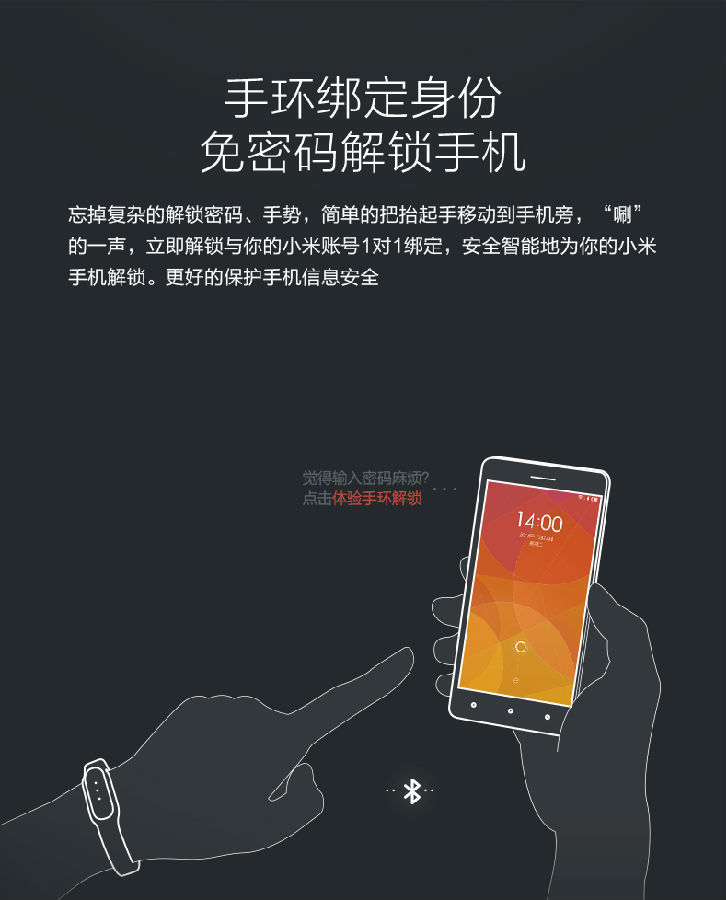 手环绑定身份
免密码解锁手机
忘掉复杂的解锁密码、手势，简单的把抬起手移动到手机旁，“唰”
的一声，立即解锁与你的小米账号1对1绑定，安全智能地为你的小米
手机解锁。更好的保护手机信息安全
觉得输入密码麻烦?
点击体验手环解锁
14:00